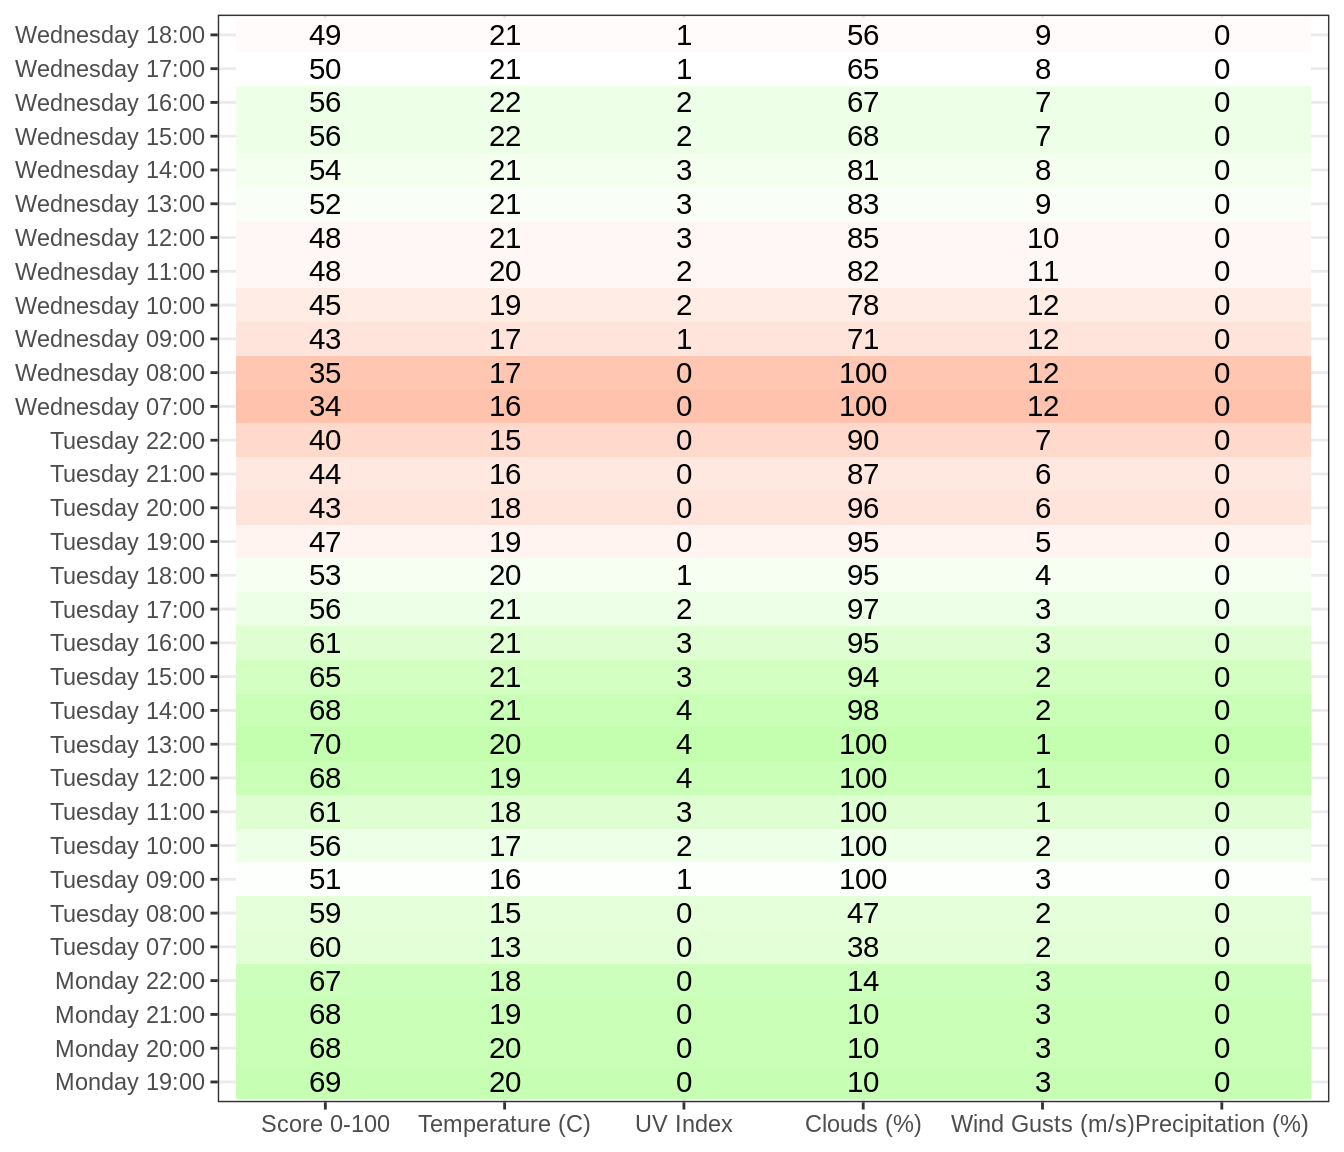 Wednesday 18:00 49 21 1 56 9 0
Wednesday 17:00 50 21 1 65 8 0
Wednesday 16:00 56 22 2 67 7 0
Wednesday 15:00 56 22 2 68 7 0
Wednesday 14:00 54 21 3 81 8 0
Wednesday 13:00 52 21 3 83 9 0
Wednesday 12:00 48 21 3 85 10 0
Wednesday 11:00 48 20 2 82 11 0
Wednesday 10:00 45 19 2 78 12 0
Wednesday 09:00 43 17 1 71 12 0
Wednesday 08:00 35 17 0 100 12 0
Wednesday 07:00 34 16 0 100 12 0
Tuesday 22:00 40 15 0 90 7 0
Tuesday 21:00 44 16 0 87 6 0
Tuesday 20:00 43 18 0 96 6 0
Tuesday 19:00 47 19 0 95 5 0
Tuesday 18:00 53 20 1 95 4 0
Tuesday 17:00 56 21 2 97 3 0
Tuesday 16:00 61 21 3 95 3 0
Tuesday 15:00 65 21 3 94 2 0
Tuesday 14:00 68 21 4 98 2 0
Tuesday 13:00 70 20 4 100 1 0
Tuesday 12:00 68 19 4 100 1 0
Tuesday 11:00 61 18 3 100 1 0
Tuesday 10:00 56 17 2 100 2 0
Tuesday 09:00 51 16 1 100 3 0
Tuesday 08:00 59 15 0 47 2 0
Tuesday 07:00 60 13 0 38 2 0
Monday 22:00 67 18 0 14 3 0
Monday 21:00 68 19 0 10 3 0
Monday 20:00 68 20 0 10 3 0
Monday 19:00 69 20 0 10 3 0
Score 0-100 Temperature (C) UV Index Clouds (%) Wind Gusts (m/s) Precipitation (%)